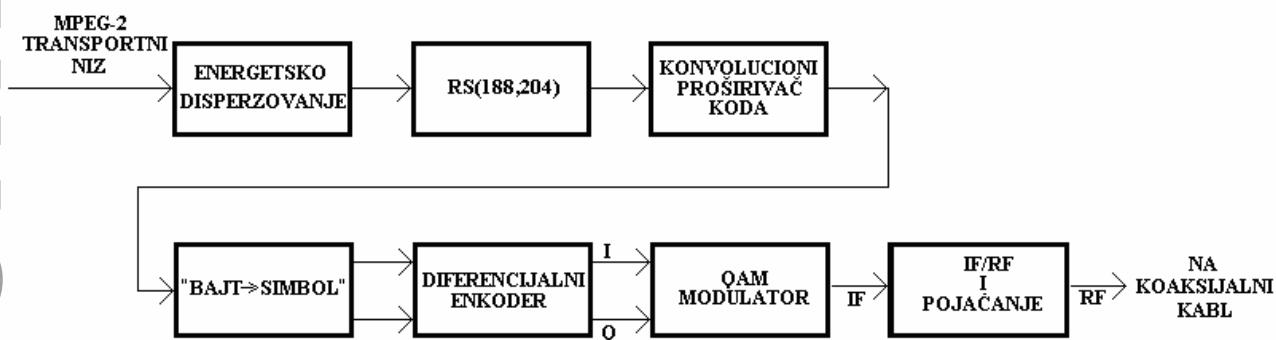 MPEG-2
TRANSPORTNI
NIZ
ENERGETSKO
DISPERZOVANJE
RS(188,204)
KONVOLUCIONI
PROŠIRIVAČ
KODA
"BAJT->SIMBOL"
DIFERENCIJALNI
ENKODER
I
Q
QAM
MODULATOR
IF
IF/RF
I
POJAČANJE
RF
NA
KOAKSIJALNI
KABL